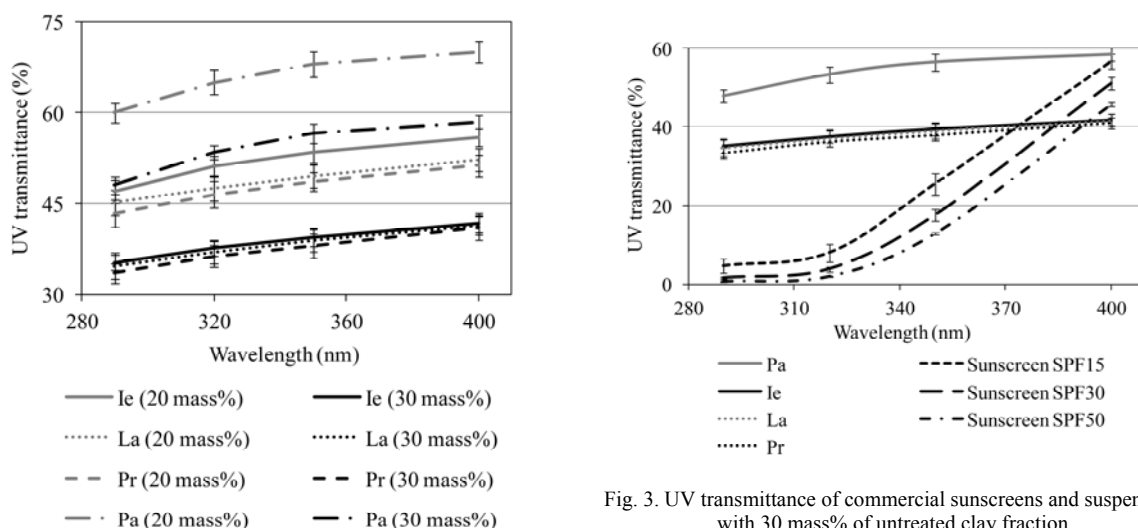 UV transmittance (%)
75
60
45
30
280
320
360
400
Wavelength (nm)
Ie (20 mass%)
Ie (30 mass%)
La (20 mass%)
La (30 mass%)
Pr (20 mass%)
Pr (30 mass%)
Pa (20 mass%)
Pa (30 mass%)
UV transmittance (%)
60
40
20
0
280
310
340
370
400
Wavelength (nm)
Pa
Sunscreen SPF15
Ie
Sunscreen SPF30
La
Sunscreen SPF50
Pr
Fig. 3. UV transmittance of commercial sunscreens and suspen
with 30 mass% of untreated clay fraction